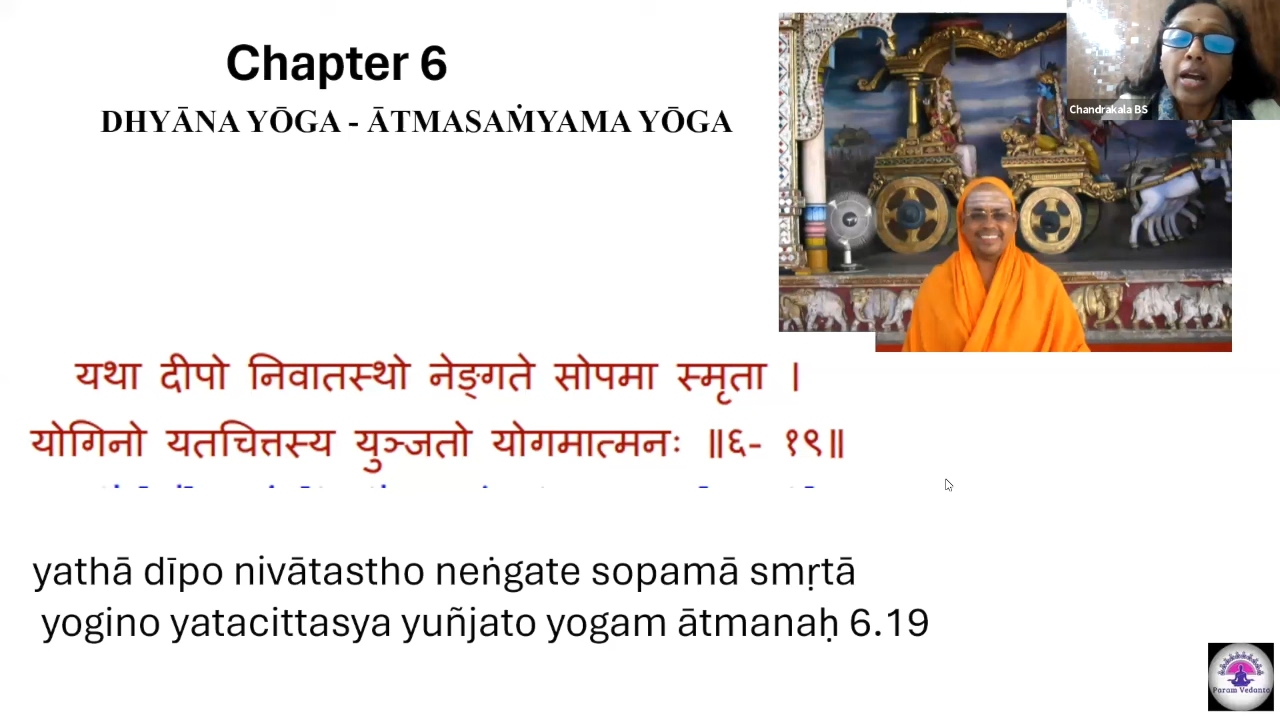 Chapter 6
DHYĀNA YŌGA - ĀTMASAṀYAMA YŌGA
Chandrakala BS
यथा दीपो निवातस्थो नेङ्गते सोपमा स्मृता ।
योगिनो यतचित्तस्य युञ्जतो योगमात्मनः ॥६- १९॥
yathā dīpo nivātastho neṅgate sopamā smṛtā
yogino yatacittasya yuñjato yogam ātmanaḥ 6.19
Param Vedanta